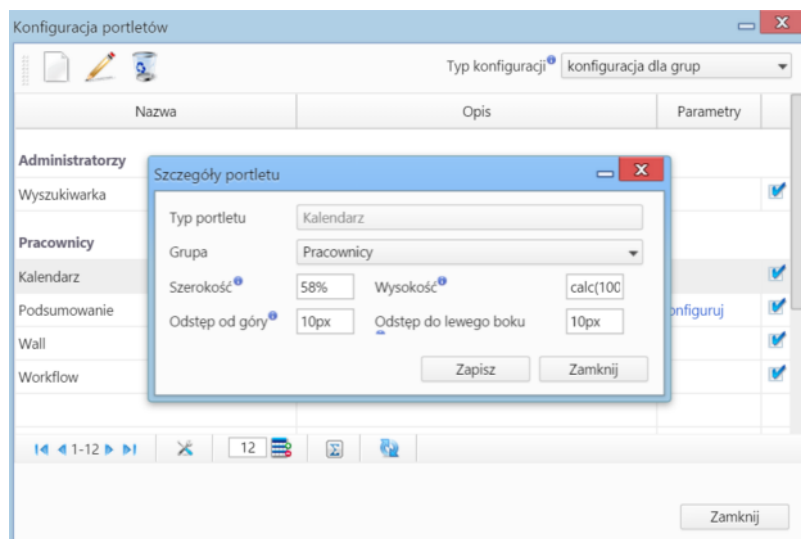 Konfiguracja portletów
Typ konfiguracji konfiguracja dla grup
Nazwa Opis Parametry
Administratorzy
Wyszukiwarka
Pracownicy
Kalendarz
Podsumowanie onfiguruj
Wall
Workflow
Szczegóły portletu
Typ portletu Kalendarz
Grupa Pracownicy
Szerokość 58% Wysokość calc(100
Odstęp od góry 10px Odstęp do lewego boku 10px
Zapisz Zamknij
1-12 12
Zamknij